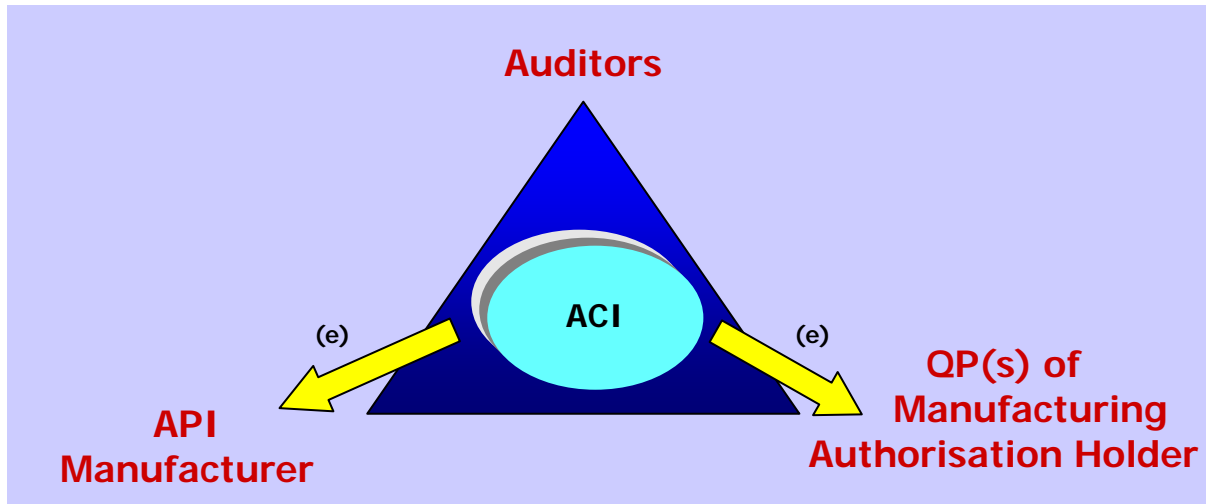 Auditors
ACI
(e)
(e)
API
Manufacturer
QP(s) of
Manufacturing
Authorisation Holder